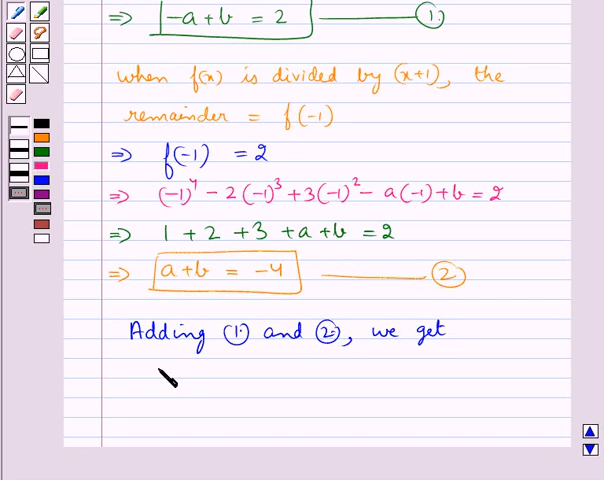 ⇒ -a + b = 2 ——— ①
when f(x) is divided by (x+1), the
remainder = f(-1)
⇒ f(-1) = 2
⇒ (-1)⁴ - 2(-1)³ + 3(-1)² - a(-1) + b = 2
⇒ 1 + 2 + 3 + a + b = 2
⇒ a + b = -4 ——— ②
Adding ① and ②, we get